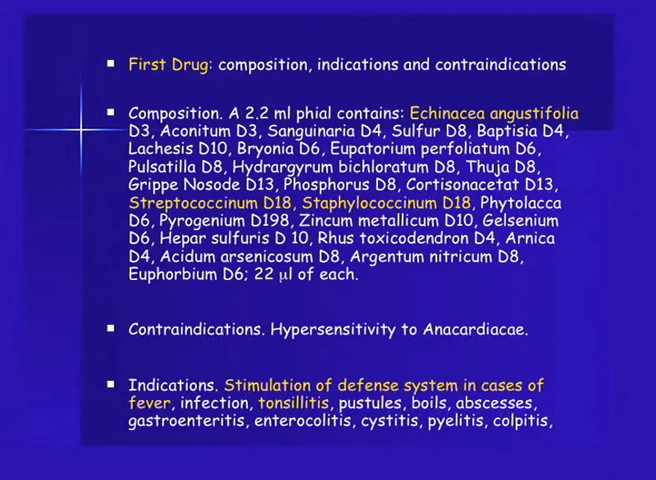 First Drug: composition, indications and contraindications
Composition. A 2.2 ml phial contains: Echinacea angustifolia
D3, Aconitum D3, Sanguinaria D4, Sulfur D8, Baptisia D4,
Lachesis D10, Bryonia D6, Eupatorium perfoliatum D6,
Pulsatilla D8, Hydrargyrum bichloratum D8, Thuja D8,
Grippe Nosode D13, Phosphorus D8, Cortisonacetat D13,
Streptococcinum D18, Staphylococcinum D18, Phytolacca
D6, Pyrogenium D198, Zincum metallicum D10, Gelsenium
D6, Hepar sulfuris D 10, Rhus toxicodendron D4, Arnica
D4, Acidum arsenicosum D8, Argentum nitricum D8,
Euphorbium D6; 22 μl of each.
Contraindications. Hypersensitivity to Anacardiacae.
Indications. Stimulation of defense system in cases of
fever, infection, tonsillitis, pustules, boils, abscesses,
gastroenteritis, enterocolitis, cystitis, pyelitis, colpitis,